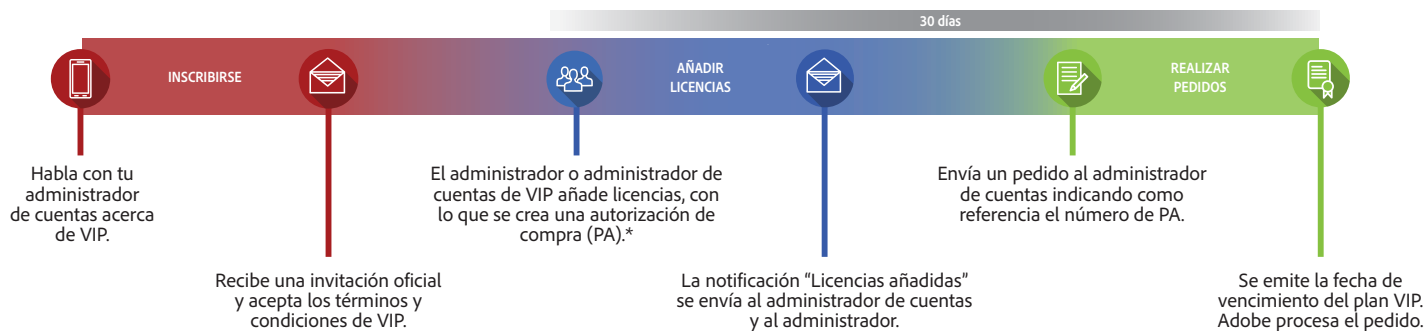 30 días
INSCRIBIRSE
AÑADIR
LICENCIAS
REALIZAR
PEDIDOS
Habla con tu
administrador
de cuentas acerca
de VIP.
Recibe una invitación oficial
y acepta los términos y
condiciones de VIP.
El administrador o administrador de
cuentas de VIP añade licencias, con
lo que se crea una autorización de
compra (PA).*
La notificación “Licencias añadidas”
se envía al administrador de cuentas
y al administrador.
Envía un pedido al administrador
de cuentas indicando como
referencia el número de PA.
Se emite la fecha de
vencimiento del plan VIP.
Adobe procesa el pedido.